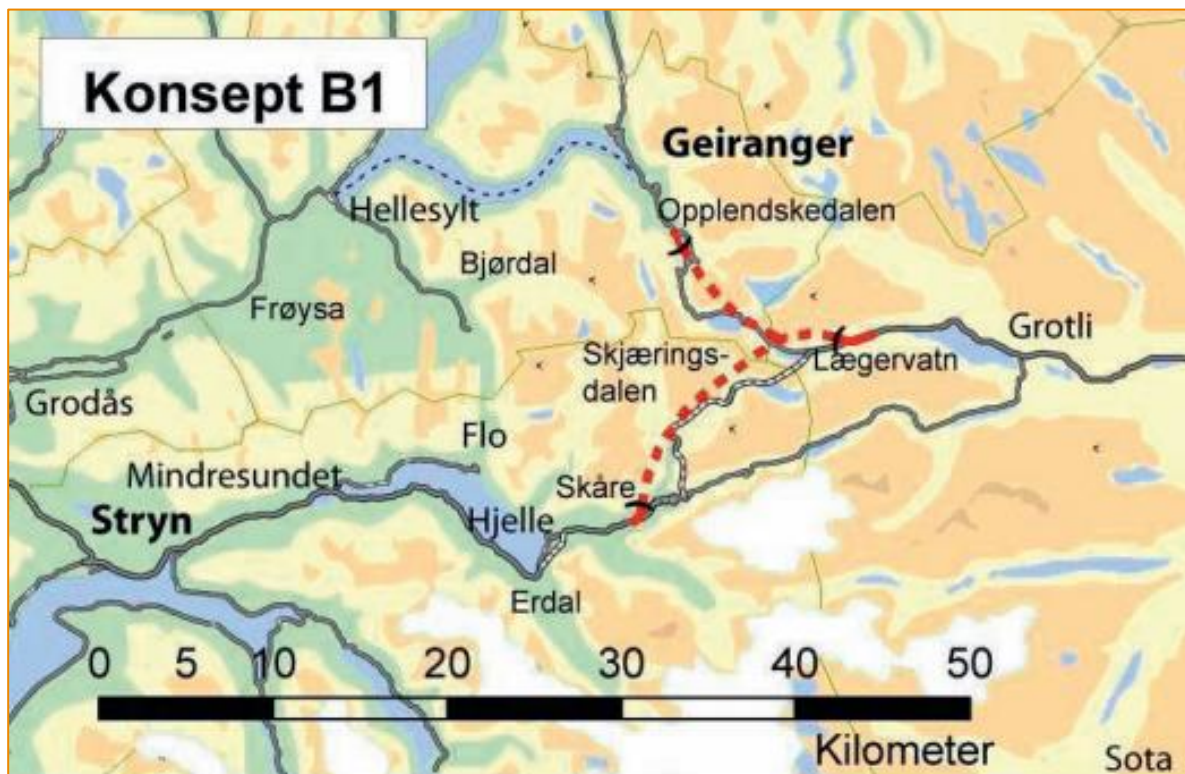 Konsept B1
Geiranger
Opplendskedalen
Hellesylt
Bjørdal
Frøysa
Grotli
Skjærings-
dalen
Lægervatn
Grodås
Flo
Mindresundet
Skåre
Stryn
Hjelle
Erdal
0 5 10 20 30 40 50
Kilometer
Sota